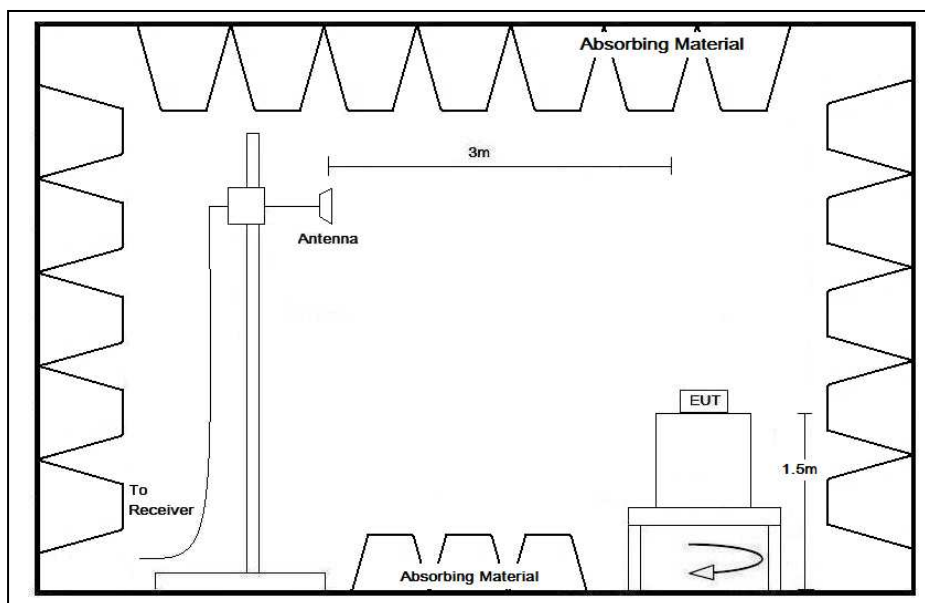 Absorbing Material
3m
Antenna
EUT
1.5m
To
Receiver
Absorbing Material